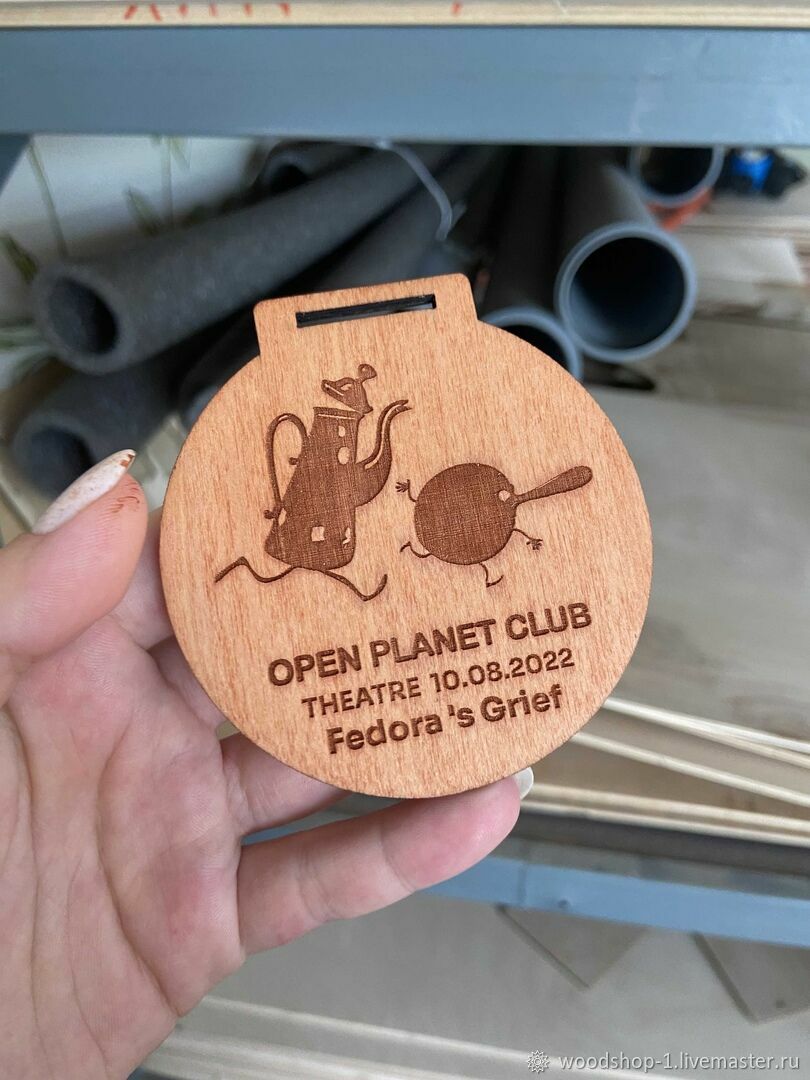 OPEN PLANET CLUB
THEATRE 10.08.2022
Fedora 's Grief
woodshop-1.livemaster.ru